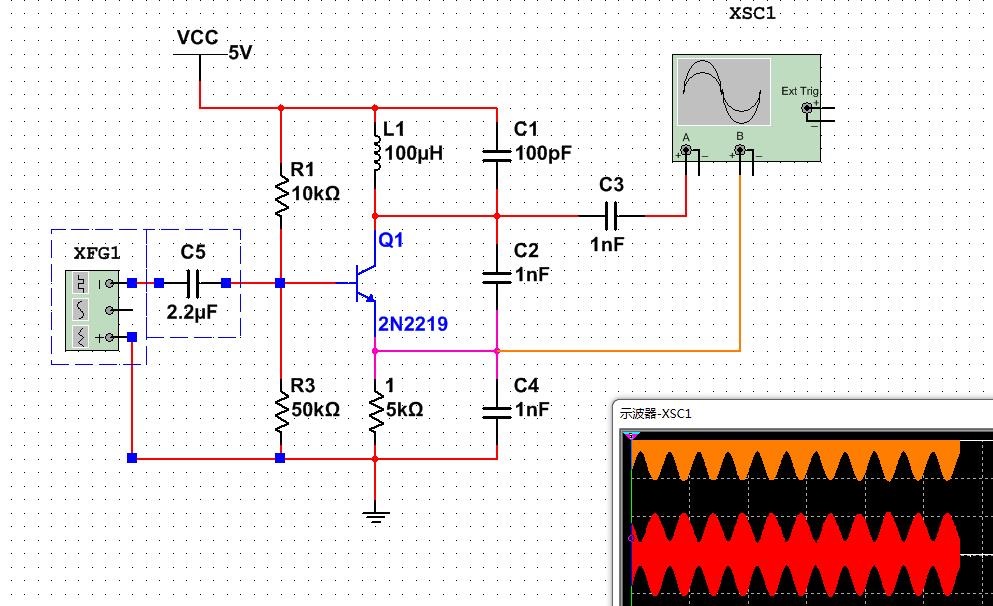 XSC1
VCC
5V
Ext Trig
+
–
A
B
+ – + –
L1
100µH
C1
100pF
R1
10kΩ
C3
1nF
Q1
XFG1
C5
2.2µF
C2
1nF
2N2219
+
R3
50kΩ
1
5kΩ
C4
1nF
示波器-XSC1